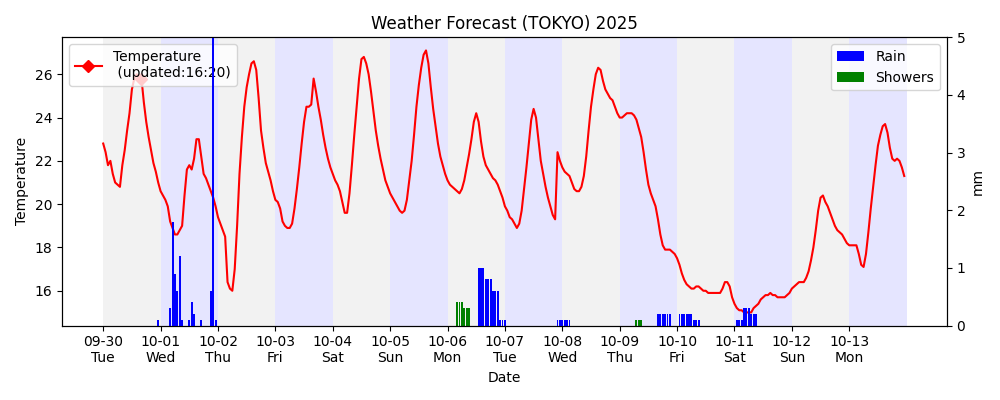 Weather Forecast (TOKYO) 2025
Temperature
(updated:16:20)
Rain
Showers
Temperature
26
24
22
20
18
16
5
4
3
2
1
0
mm
09-30 10-01 10-02 10-03 10-04 10-05 10-06 10-07 10-08 10-09 10-10 10-11 10-12 10-13
Tue Wed Thu Fri Sat Sun Mon Tue Wed Thu Fri Sat Sun Mon
Date